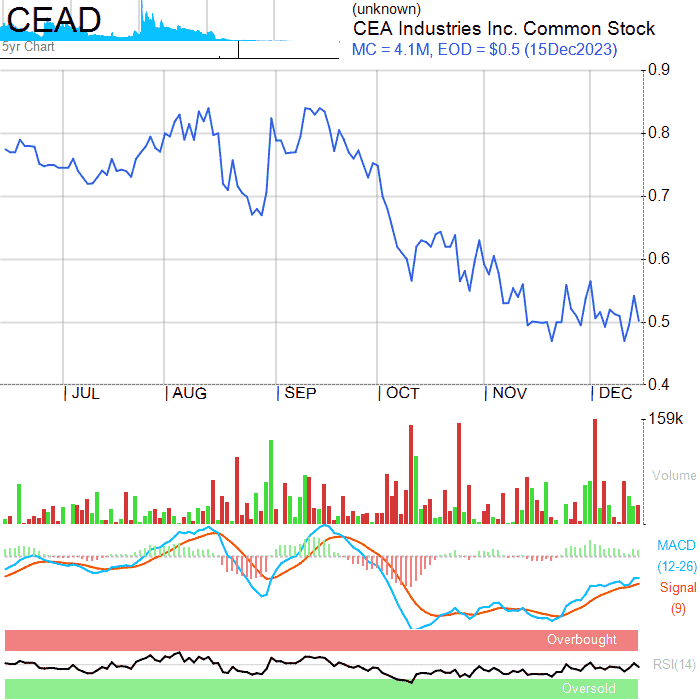 CEAD
5yr Chart
(unknown)
CEA Industries Inc. Common Stock
MC = 4.1M, EOD = $0.5 (15Dec2023)
0.9
0.8
0.7
0.6
0.5
0.4
JUL AUG SEP OCT NOV DEC
159k
Volume
MACD
(12-26)
Signal
(9)
Overbought
RSI(14)
Oversold